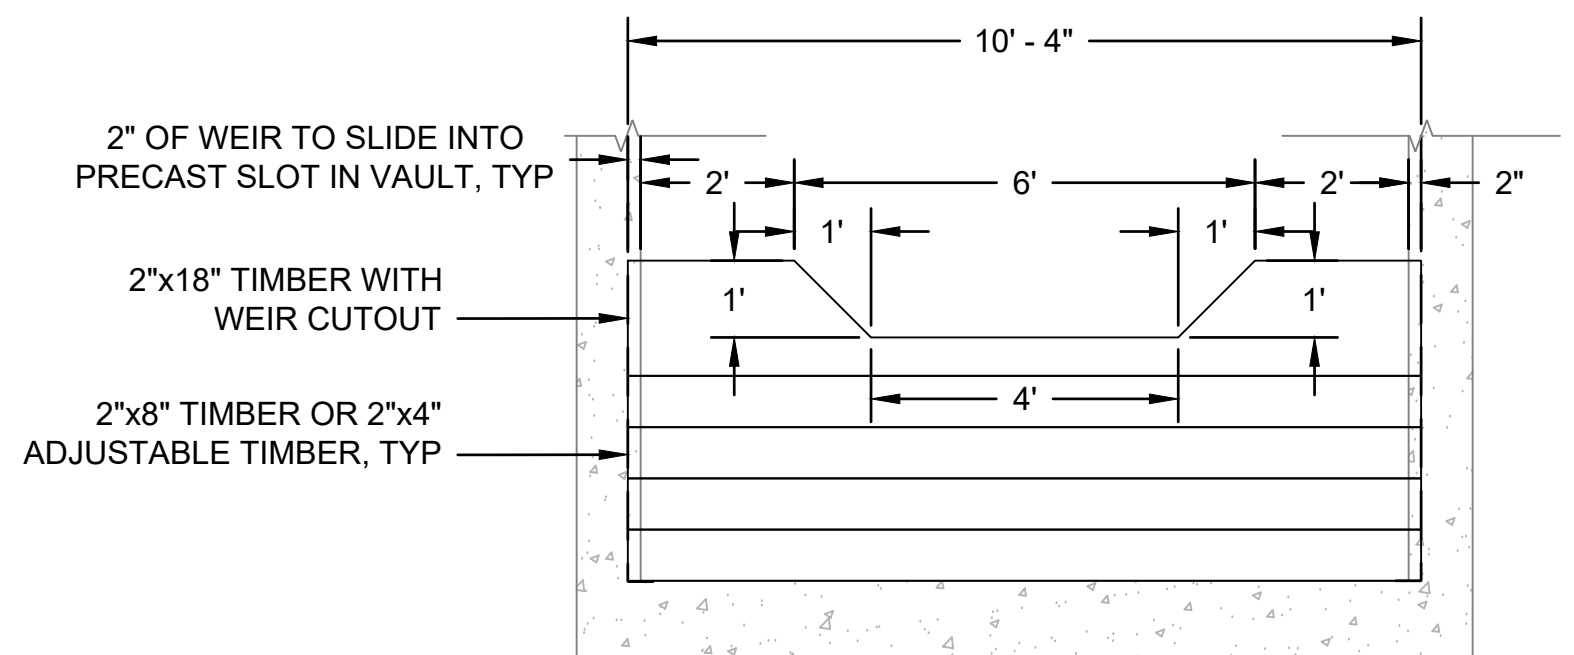 10' - 4"
2" OF WEIR TO SLIDE INTO
PRECAST SLOT IN VAULT, TYP
2'
6'
2'
2"
1'
1'
2"x18" TIMBER WITH
WEIR CUTOUT
1'
1'
4'
2"x8" TIMBER OR 2"x4"
ADJUSTABLE TIMBER, TYP